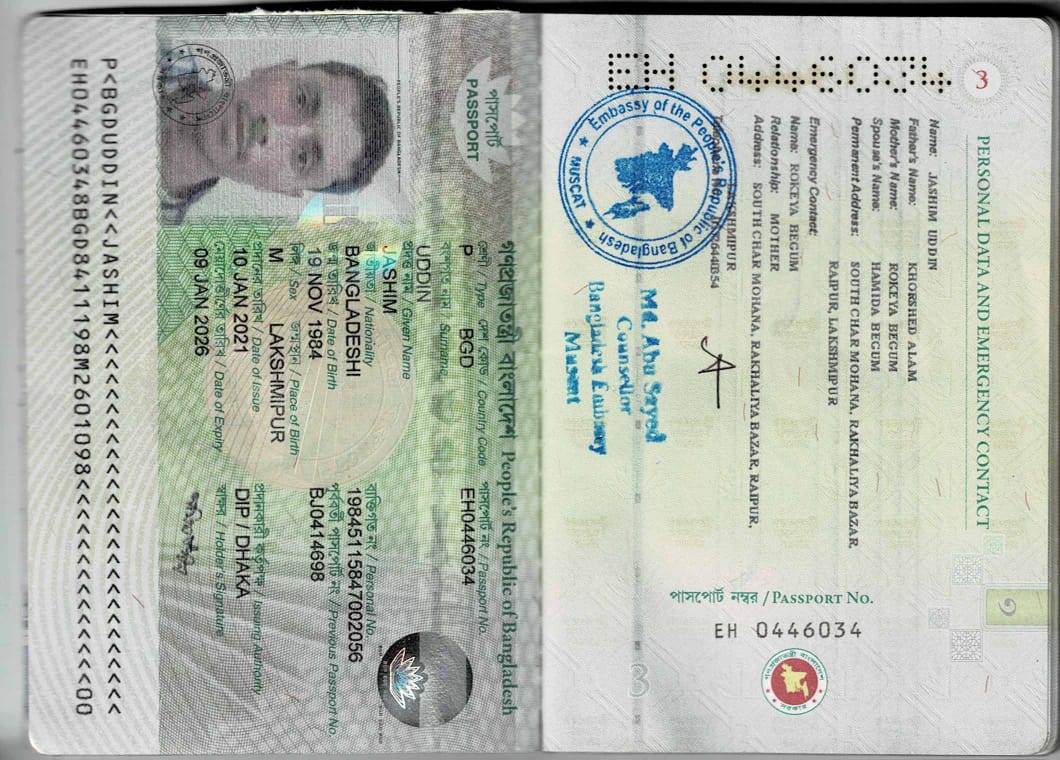 গণপ্রজাতন্ত্রী বাংলাদেশ People's Republic of Bangladesh
পাসপোর্ট
PASSPORT
শ্রেণী / Type দেশ কোড / Country Code পাসপোর্ট নং / Passport No.
P BGD EH0446034
বংশগত নাম / Surname
UDDIN
প্রদত্ত নাম / Given Name
JASHIM
জাতীয়তা / Nationality ব্যক্তিগত নং / Personal No.
BANGLADESHI 19845115847002056
জন্ম তারিখ / Date of Birth পূর্ববর্তী পাসপোর্ট নং / Previous Passport No.
19 NOV 1984 BJ0414698
লিঙ্গ / Sex জন্মস্থান / Place of Birth
M LAKSHMIPUR
প্রদানের তারিখ / Date of Issue প্রদানকারী কর্তৃপক্ষ / Issuing Authority
10 JAN 2021 DIP / DHAKA
মেয়াদোত্তীর্ণের তারিখ / Date of Expiry স্বাক্ষর / Holder's Signature
09 JAN 2026
P<BGDUDDIN<<JASHIM<<<<<<<<<<<<<<<<<<<<<<<<<<
EH04460348BGD8411198M2601098<<<<<<<<<<<<<<00
PERSONAL DATA AND EMERGENCY CONTACT
3
EH 0446034
Name: JASHIM UDDIN
Father's Name: KHORSHED ALAM
Mother's Name: ROKEYA BEGUM
Spouse's Name: HAMIDA BEGUM
Permanent Address: SOUTH CHAR MOHANA, RAKHALIYA BAZAR,
RAIPUR, LAKSHMIPUR
Emergency Contact:
Name: ROKEYA BEGUM
Relationship: MOTHER
Address: SOUTH CHAR MOHANA, RAKHALIYA BAZAR, RAIPUR,
LAKSHMIPUR
Embassy of the People's Republic of Bangladesh
MUSCAT
Md. Abu Sayed
Counsellor
Bangladesh Embassy
Muscat
পাসপোর্ট নম্বর / PASSPORT NO.
EH 0446034
৩
3
গণপ্রজাতন্ত্রী বাংলাদেশ সরকার